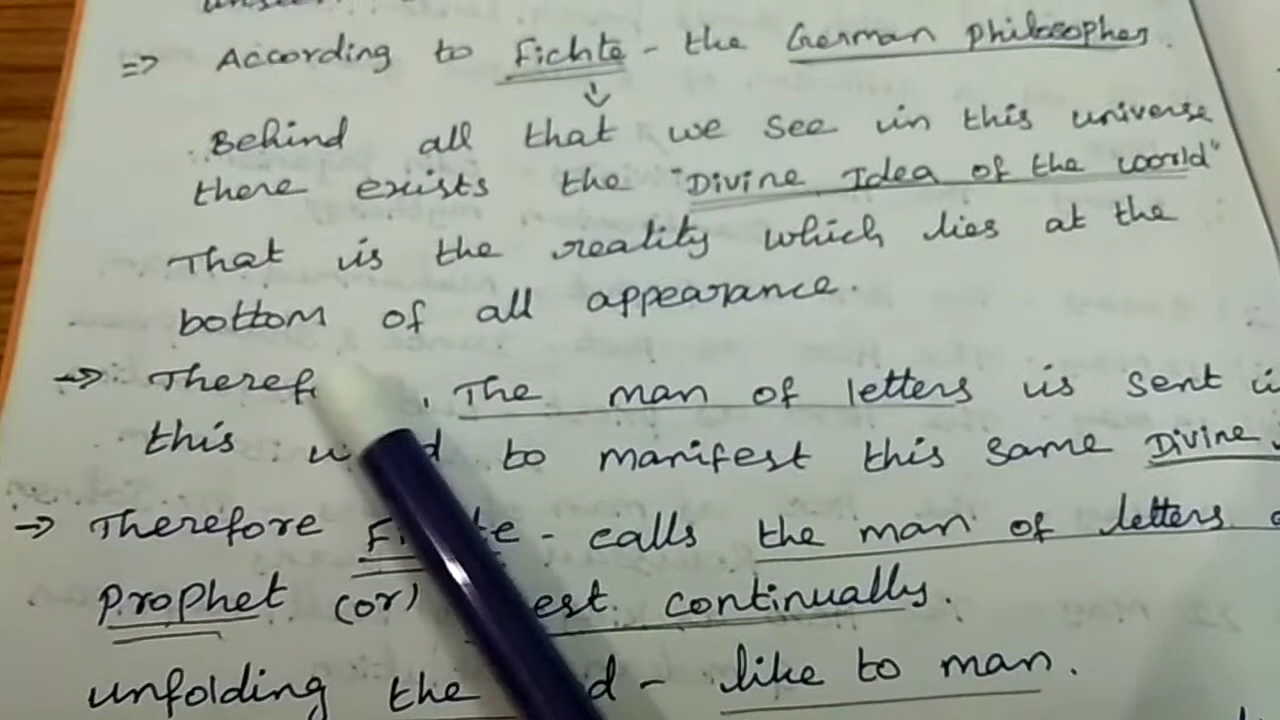 ⇒ According to Fichte - the German philosopher.
↓
Behind all that we see in this universe
there exists the "Divine Idea of the world"
That is the reality which lies at the
bottom of all appearance.
→ The man of letters is sent
this to manifest this same Divine
→ Therefore - calls the man of letters
prophet (or) continually.
unfolding the - like to man.